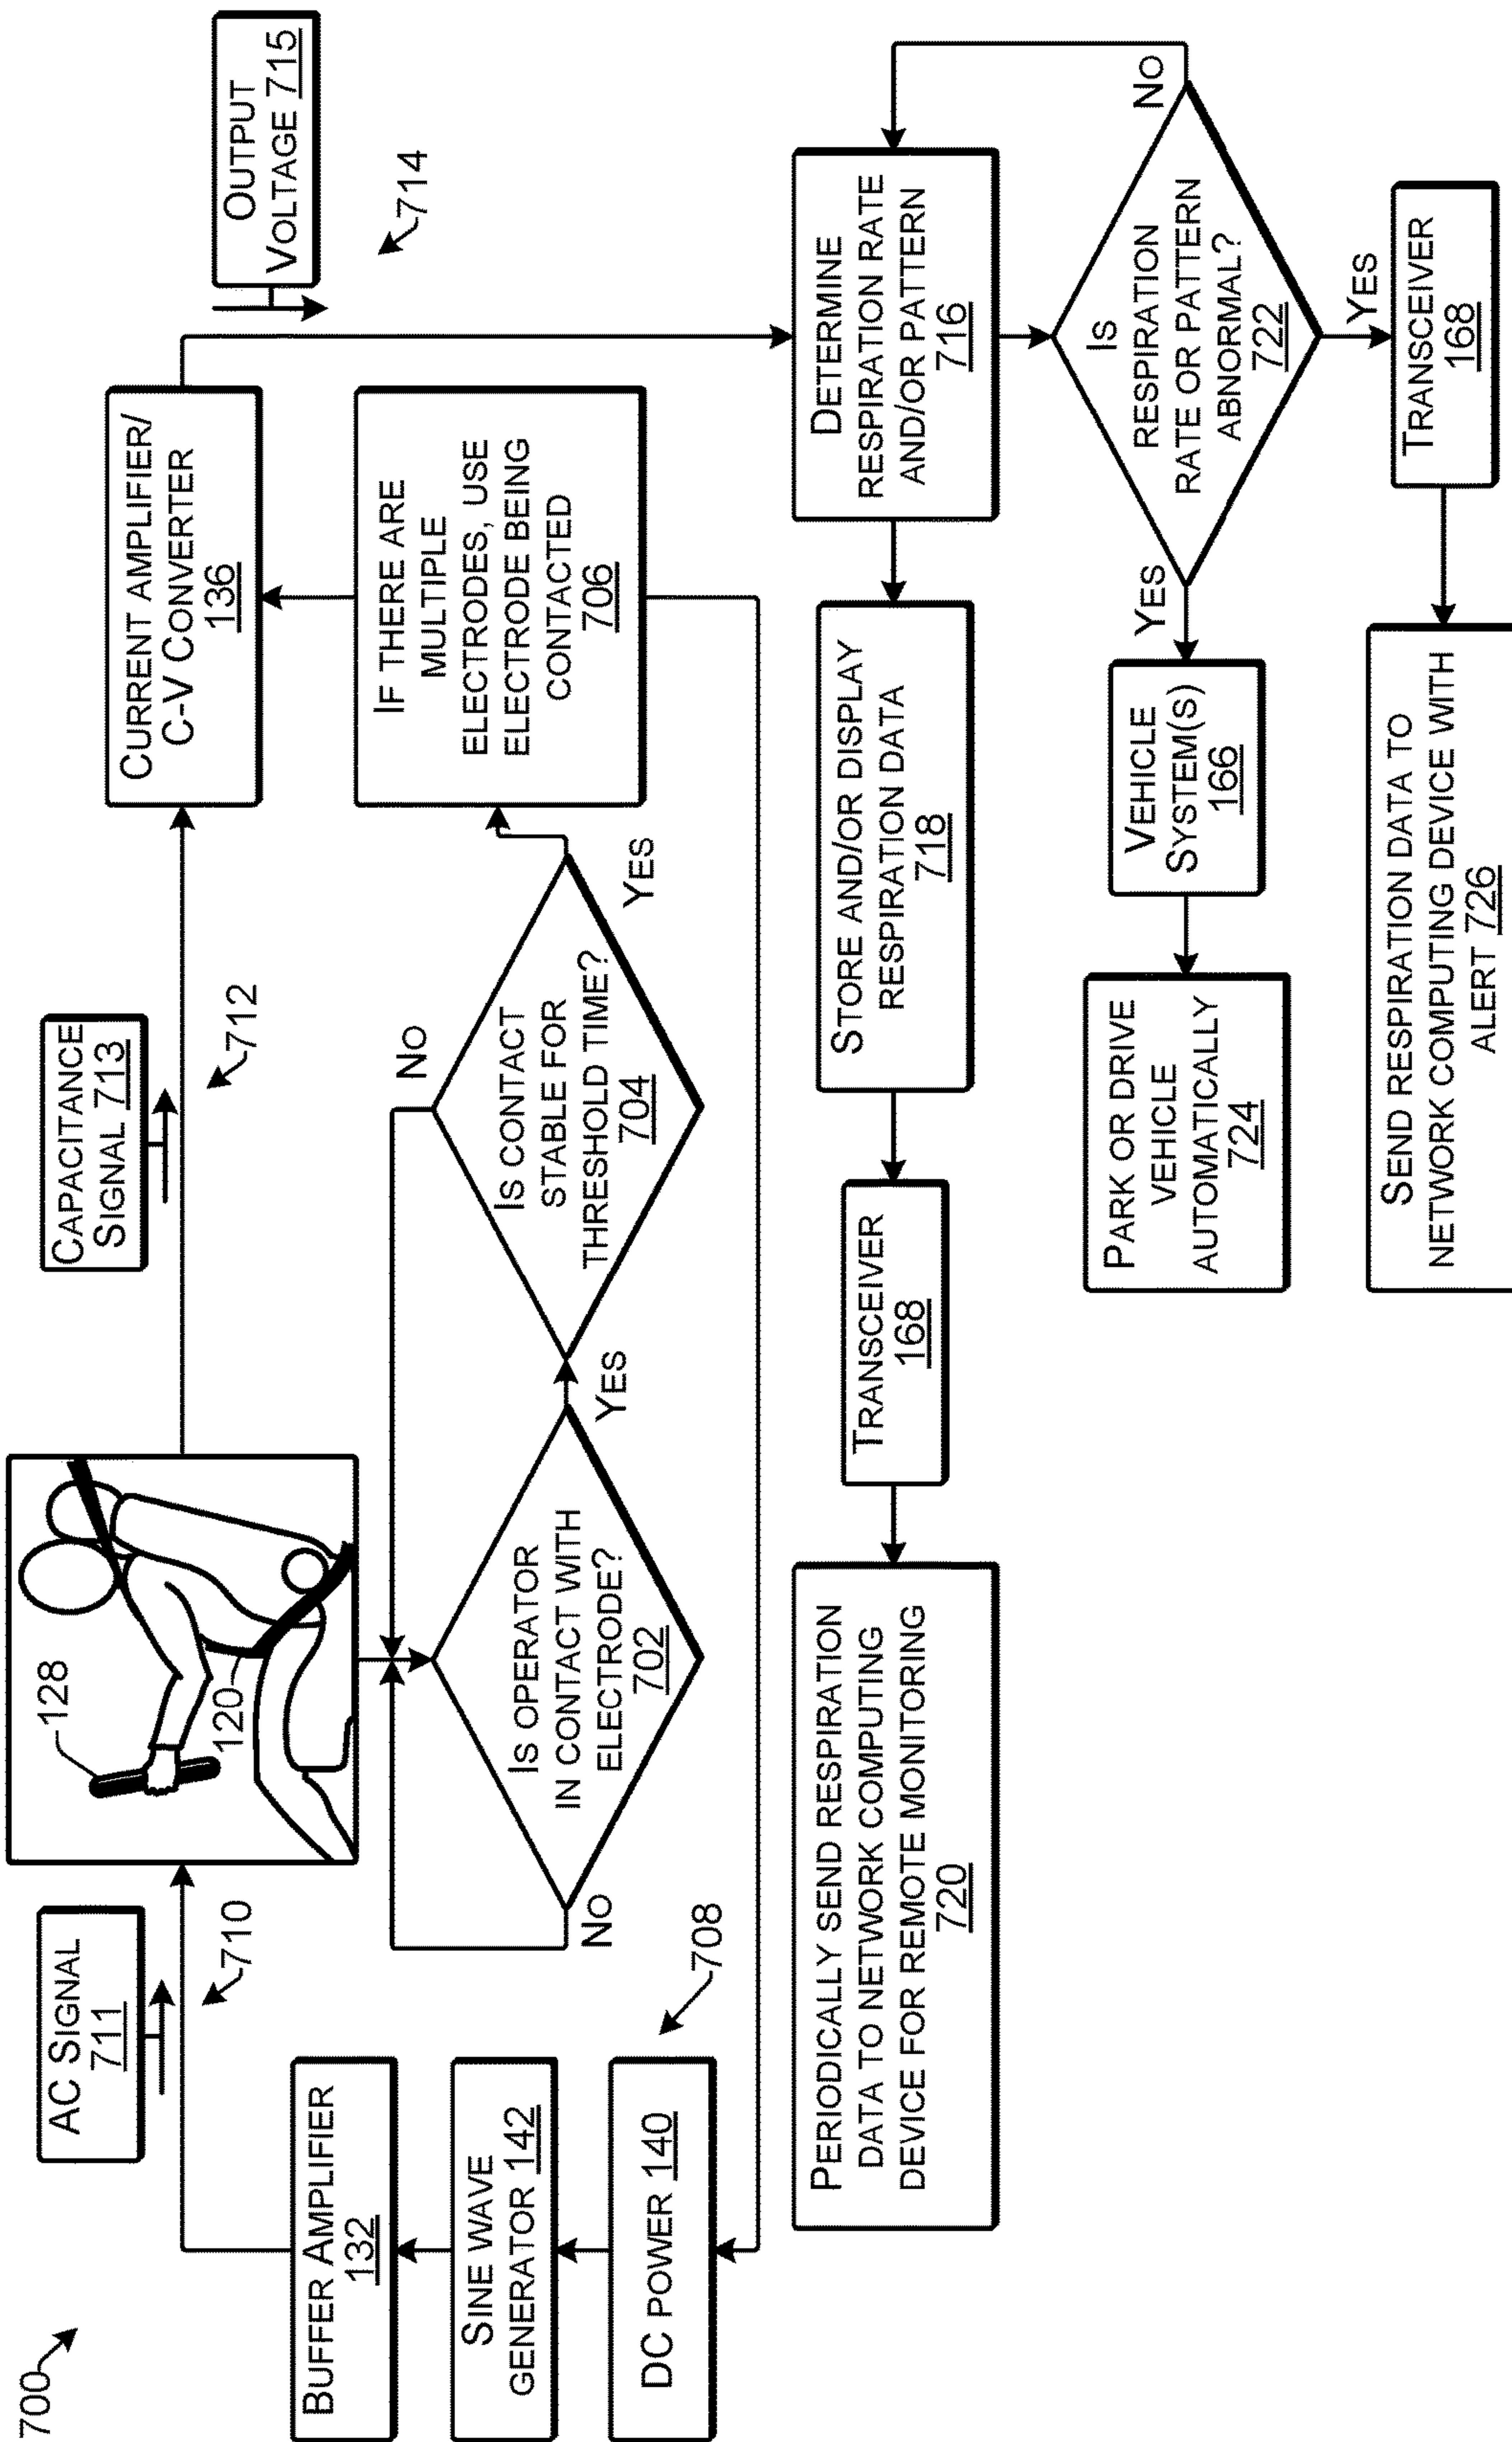 700
AC SIGNAL
711
710
BUFFER AMPLIFIER
132
SINE WAVE
GENERATOR 142
DC POWER 140
708
128
120
CAPACITANCE
SIGNAL 713
712
IS OPERATOR
IN CONTACT WITH
ELECTRODE?
702
NO
YES
IS CONTACT
STABLE FOR
THRESHOLD TIME?
704
NO
YES
CURRENT AMPLIFIER/
C-V CONVERTER
136
IF THERE ARE
MULTIPLE
ELECTRODES, USE
ELECTRODE BEING
CONTACTED
706
OUTPUT
VOLTAGE 715
714
DETERMINE
RESPIRATION RATE
AND/OR PATTERN
716
STORE AND/OR DISPLAY
RESPIRATION DATA
718
TRANSCEIVER
168
PERIODICALLY SEND RESPIRATION
DATA TO NETWORK COMPUTING
DEVICE FOR REMOTE MONITORING
720
IS
RESPIRATION
RATE OR PATTERN
ABNORMAL?
722
NO
YES
VEHICLE
SYSTEM(S)
166
PARK OR DRIVE
VEHICLE
AUTOMATICALLY
724
YES
TRANSCEIVER
168
SEND RESPIRATION DATA TO
NETWORK COMPUTING DEVICE WITH
ALERT 726